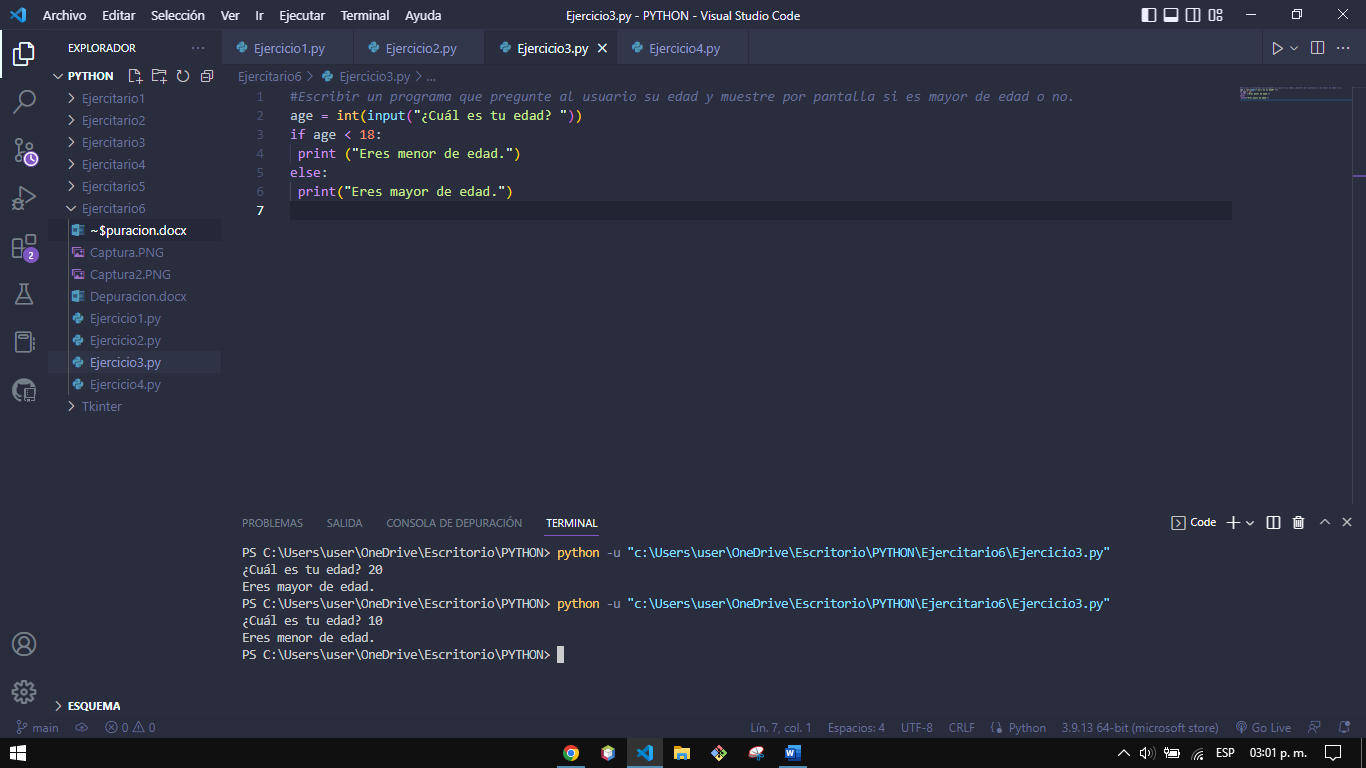 Archivo Editar Selección Ver Ir Ejecutar Terminal Ayuda
Ejercicio3.py - PYTHON - Visual Studio Code
EXPLORADOR
PYTHON
Ejercitario1
Ejercitario2
Ejercitario3
Ejercitario4
Ejercitario5
Ejercitario6
~$puracion.docx
Captura.PNG
Captura2.PNG
Depuracion.docx
Ejercicio1.py
Ejercicio2.py
Ejercicio3.py
Ejercicio4.py
Tkinter
ESQUEMA
2
Ejercicio1.py Ejercicio2.py Ejercicio3.py Ejercicio4.py
Ejercitario6 > Ejercicio3.py > ...
1 #Escribir un programa que pregunte al usuario su edad y muestre por pantalla si es mayor de edad o no.
2 age = int(input("¿Cuál es tu edad? "))
3 if age < 18:
4 print ("Eres menor de edad.")
5 else:
6 print("Eres mayor de edad.")
7
PROBLEMAS SALIDA CONSOLA DE DEPURACIÓN TERMINAL
Code
PS C:\Users\user\OneDrive\Escritorio\PYTHON> python -u "c:\Users\user\OneDrive\Escritorio\PYTHON\Ejercitario6\Ejercicio3.py"
¿Cuál es tu edad? 20
Eres mayor de edad.
PS C:\Users\user\OneDrive\Escritorio\PYTHON> python -u "c:\Users\user\OneDrive\Escritorio\PYTHON\Ejercitario6\Ejercicio3.py"
¿Cuál es tu edad? 10
Eres menor de edad.
PS C:\Users\user\OneDrive\Escritorio\PYTHON>
main 0 0 Lín. 7, col. 1 Espacios: 4 UTF-8 CRLF Python 3.9.13 64-bit (microsoft store) Go Live
ESP 03:01 p. m.